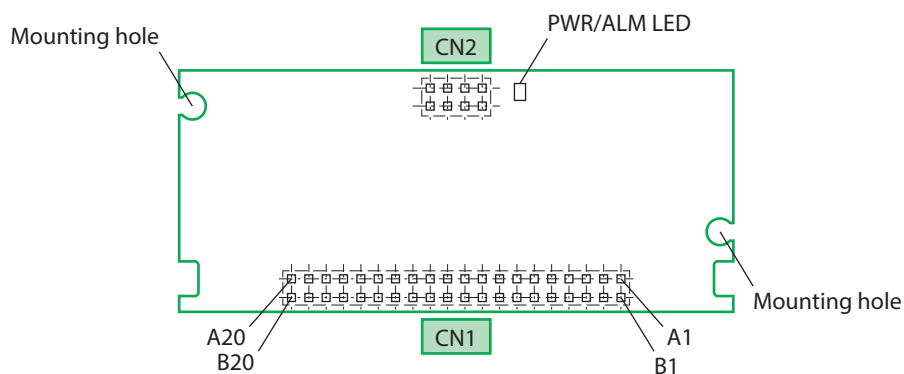 PWR/ALM LED
Mounting hole
CN2
Mounting hole
A20
CN1
A1
B20
B1